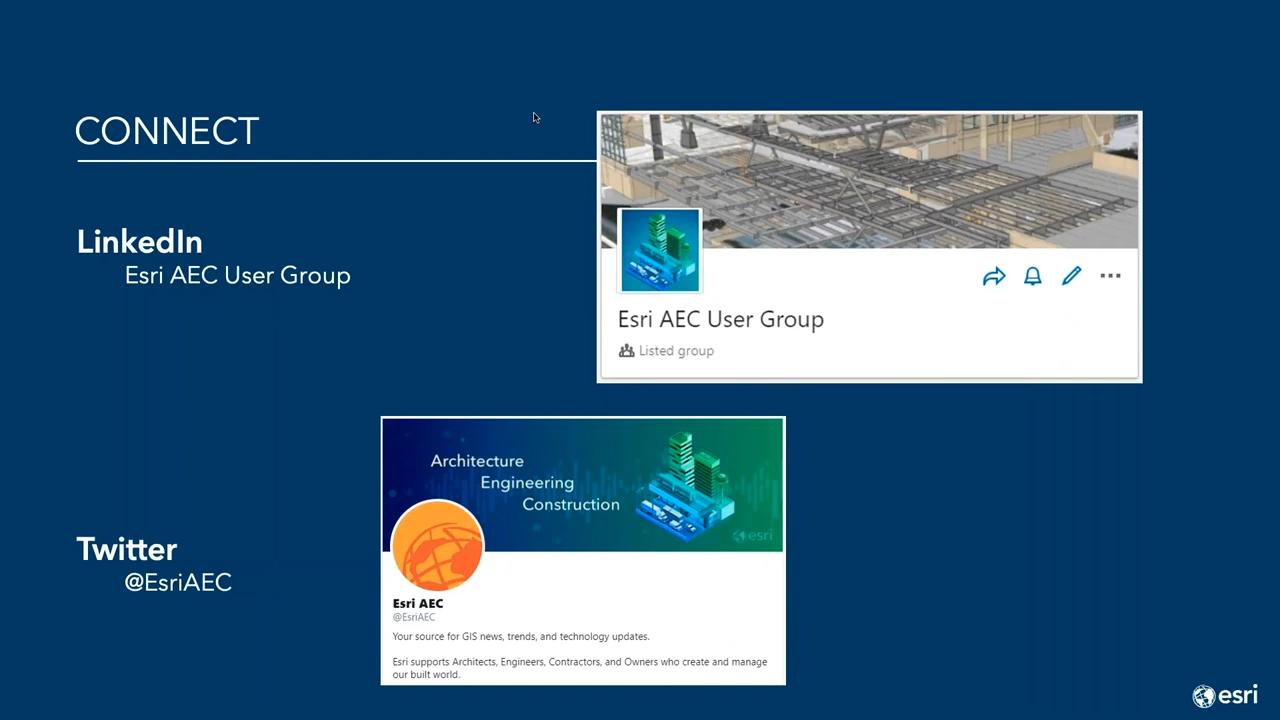 CONNECT
LinkedIn
Esri AEC User Group
Esri AEC User Group
Listed group
Architecture
Engineering
Construction
esri
Twitter
@EsriAEC
Esri AEC
@EsriAEC
Your source for GIS news, trends, and technology updates.
Esri supports Architects, Engineers, Contractors, and Owners who create and manage
our built world.
esri